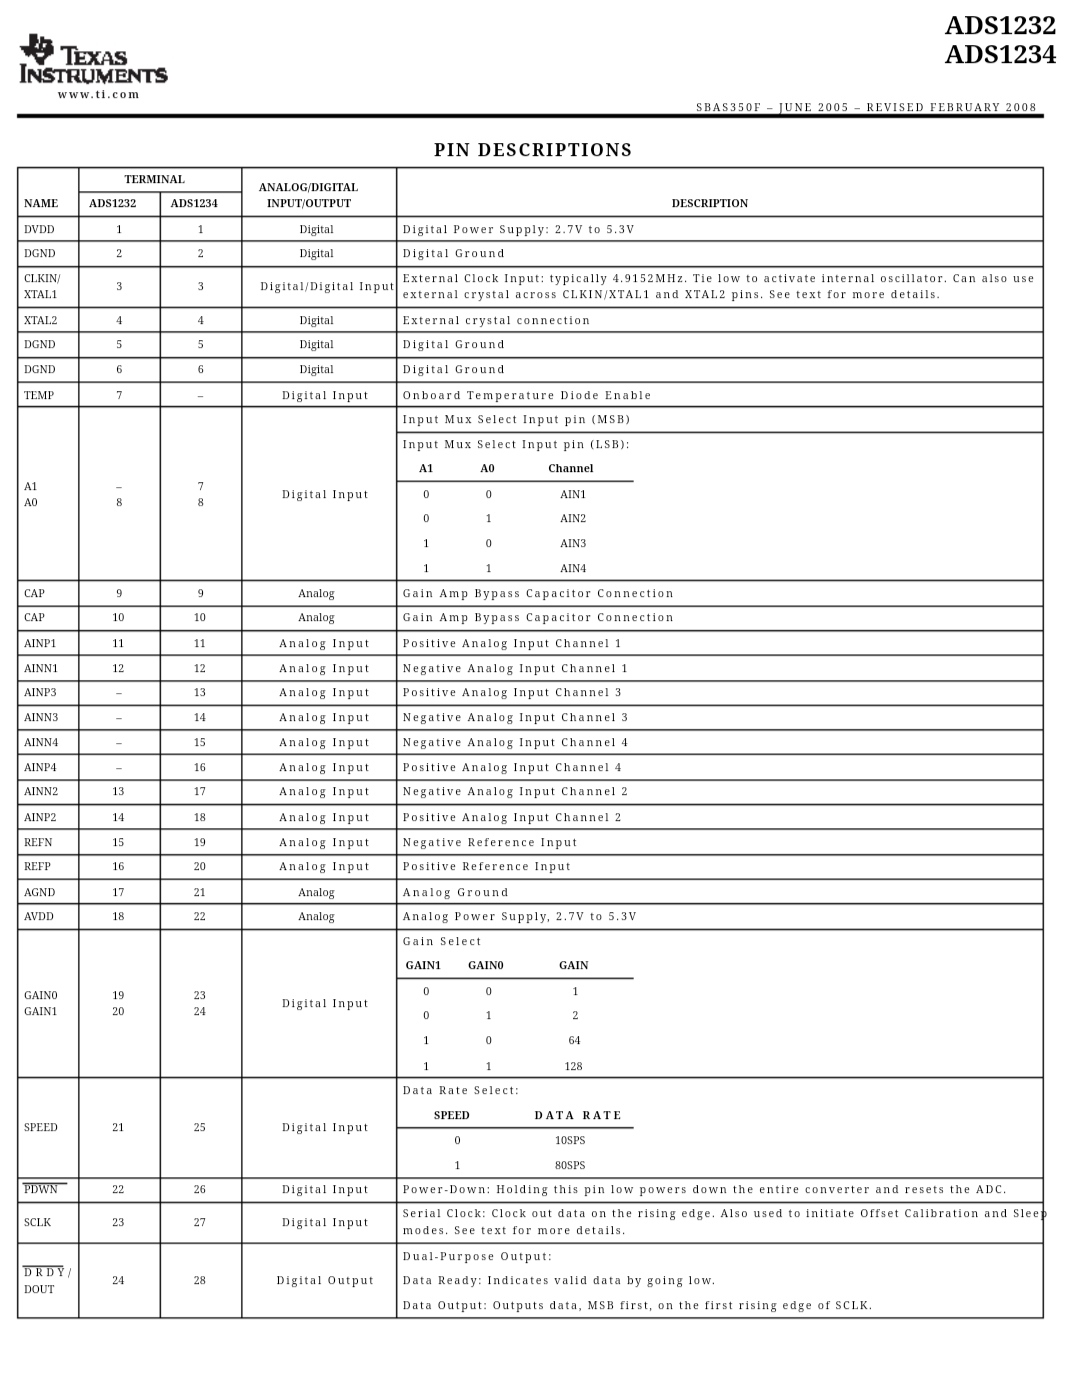 ADS1232
ADS1234
TEXAS
INSTRUMENTS
www.ti.com
SBAS350F – JUNE 2005 – REVISED FEBRUARY 2008
PIN DESCRIPTIONS
NAME TERMINAL ANALOG/DIGITAL INPUT/OUTPUT DESCRIPTION
ADS1232 ADS1234
DVDD 1 1 Digital Digital Power Supply: 2.7V to 5.3V
DGND 2 2 Digital Digital Ground
CLKIN/ XTAL1 3 3 Digital/Digital Input External Clock Input: typically 4.9152MHz. Tie low to activate internal oscillator. Can also use
external crystal across CLKIN/XTAL1 and XTAL2 pins. See text for more details.
XTAL2 4 4 Digital External crystal connection
DGND 5 5 Digital Digital Ground
DGND 6 6 Digital Digital Ground
TEMP 7 – Digital Input Onboard Temperature Diode Enable
A1 – 7
A0 8 8
Digital Input
Input Mux Select Input pin (MSB)
Input Mux Select Input pin (LSB):
A1 A0 Channel
0 0 AIN1
0 1 AIN2
1 0 AIN3
1 1 AIN4
CAP 9 9 Analog Gain Amp Bypass Capacitor Connection
CAP 10 10 Analog Gain Amp Bypass Capacitor Connection
AINP1 11 11 Analog Input Positive Analog Input Channel 1
AINN1 12 12 Analog Input Negative Analog Input Channel 1
AINP3 – 13 Analog Input Positive Analog Input Channel 3
AINN3 – 14 Analog Input Negative Analog Input Channel 3
AINN4 – 15 Analog Input Negative Analog Input Channel 4
AINP4 – 16 Analog Input Positive Analog Input Channel 4
AINN2 13 17 Analog Input Negative Analog Input Channel 2
AINP2 14 18 Analog Input Positive Analog Input Channel 2
REFN 15 19 Analog Input Negative Reference Input
REFP 16 20 Analog Input Positive Reference Input
AGND 17 21 Analog Analog Ground
AVDD 18 22 Analog Analog Power Supply, 2.7V to 5.3V
GAIN0 19 23
GAIN1 20 24
Digital Input
Gain Select
GAIN1 GAIN0 GAIN
0 0 1
0 1 2
1 0 64
1 1 128
SPEED 21 25 Digital Input
Data Rate Select:
SPEED DATA RATE
0 10SPS
1 80SPS
PDWN 22 26 Digital Input Power-Down: Holding this pin low powers down the entire converter and resets the ADC.
SCLK 23 27 Digital Input Serial Clock: Clock out data on the rising edge. Also used to initiate Offset Calibration and Sleep
modes. See text for more details.
DRDY/
DOUT
24 28 Digital Output
Dual-Purpose Output:
Data Ready: Indicates valid data by going low.
Data Output: Outputs data, MSB first, on the first rising edge of SCLK.